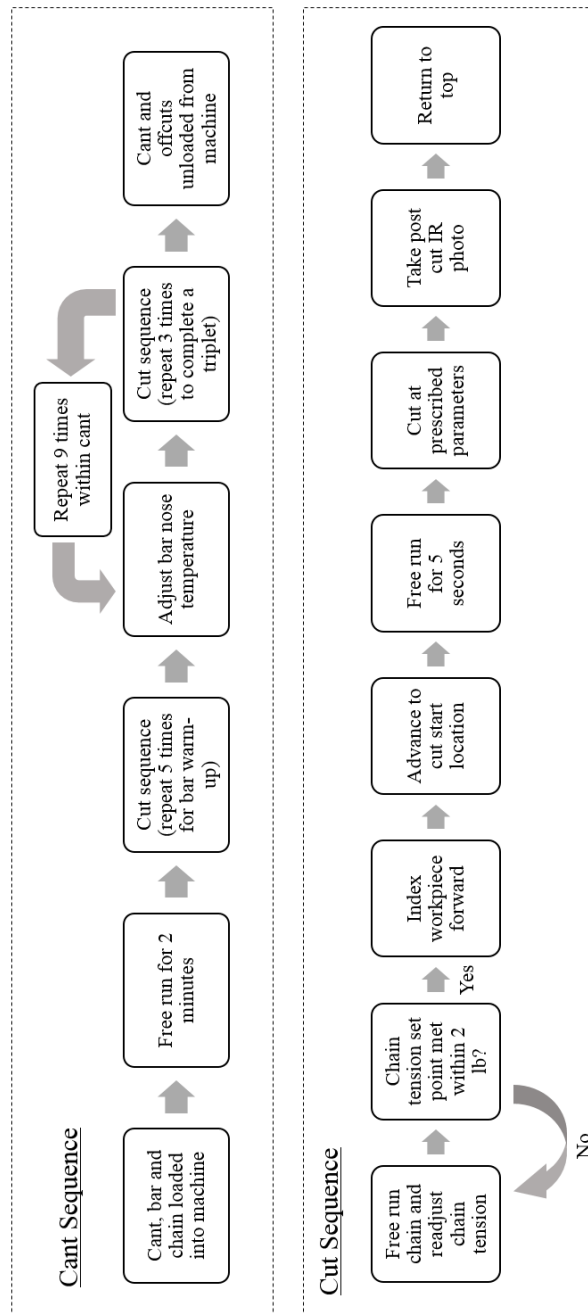 Cant Sequence
Cant, bar and
chain loaded
into machine
Free run for 2
minutes
Cut sequence
(repeat 5 times
for bar warm-
up)
Adjust bar nose
temperature
Cut sequence
(repeat 3 times
to complete a
triplet)
Repeat 9 times
within cant
Cant and
offcuts
unloaded from
machine
Cut Sequence
Free run
chain and
readjust
chain
tension
Chain
tension set
point met
within 2
lb?
No
Yes
Index
workpiece
forward
Advance to
cut start
location
Free run
for 5
seconds
Cut at
prescribed
parameters
Take post
cut IR
photo
Return to
top